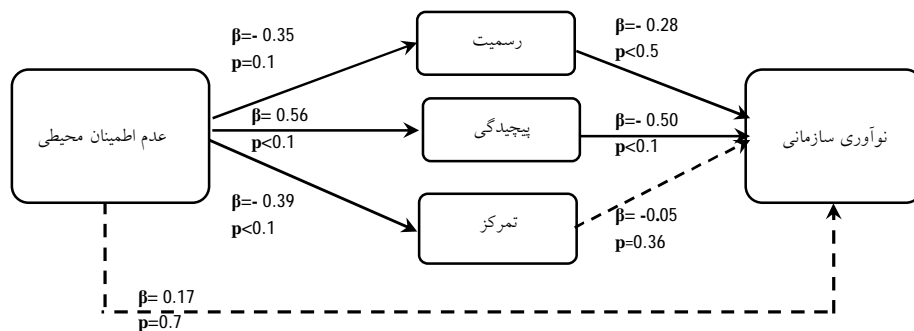 β=- 0.35
p=0.1
رسمیت
β=- 0.28
p<0.5
عدم اطمینان محیطی
β= 0.56
p<0.1
پیچیدگی
β=- 0.50
p<0.1
نوآوری سازمانی
β=- 0.39
p<0.1
تمرکز
β= -0.05
p=0.36
β= 0.17
p=0.7